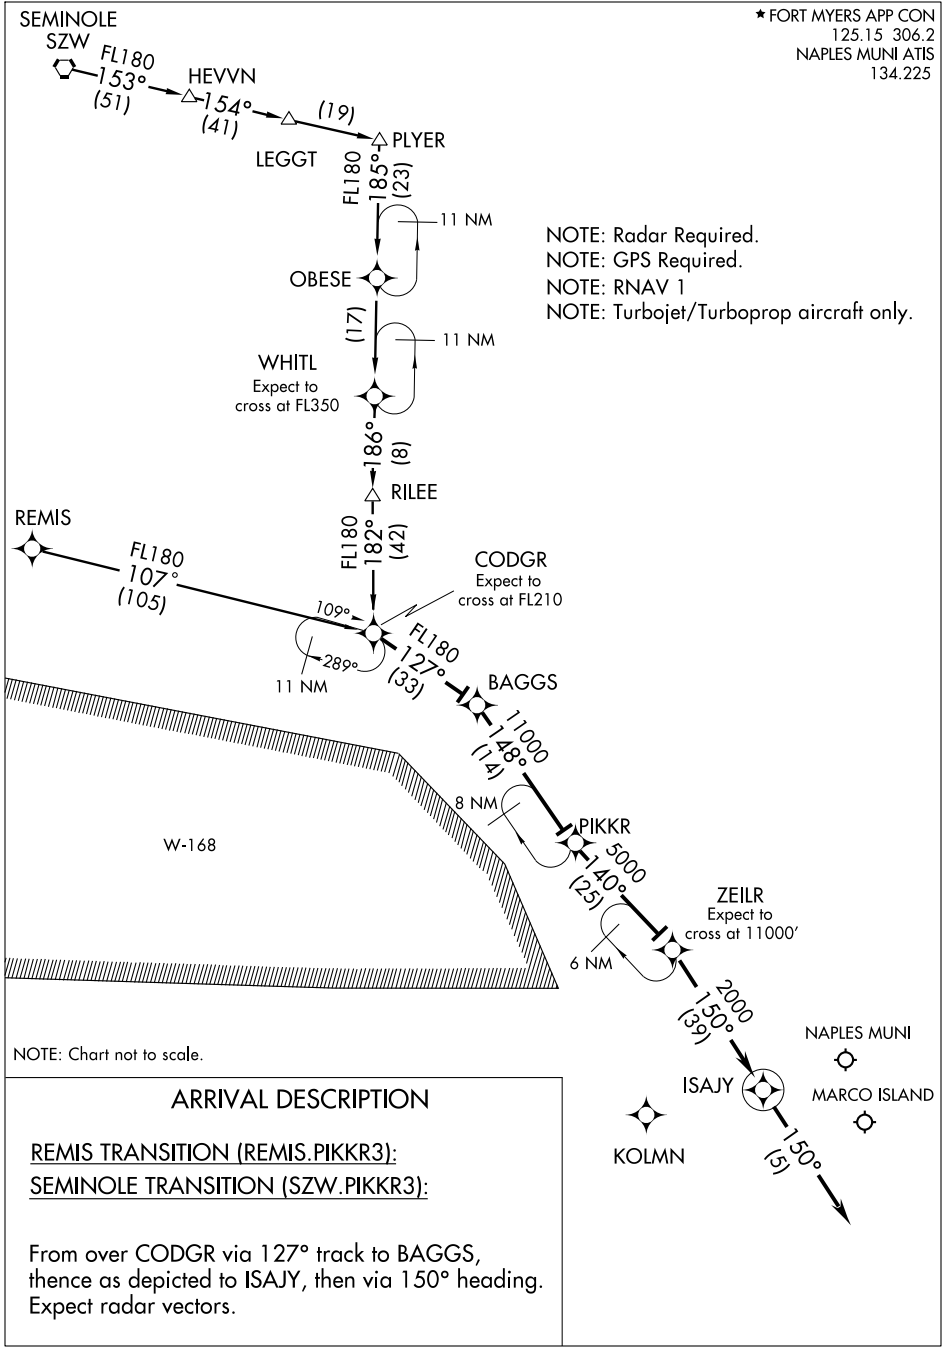 SEMINOLE
SZW
★ FORT MYERS APP CON
125.15 306.2
NAPLES MUNI ATIS
134.225
FL180
153°
(51)
HEVVN
154°
(41)
LEGGT
(19)
PLYER
FL180
185°
(23)
11 NM
OBESE
NOTE: Radar Required.
NOTE: GPS Required.
NOTE: RNAV 1
NOTE: Turbojet/Turboprop aircraft only.
(17)
11 NM
WHITL
Expect to
cross at FL350
186°
(8)
RILEE
REMIS
FL180
107°
(105)
FL180
182°
(42)
CODGR
Expect to
cross at FL210
109°
289°
11 NM
FL180
127°
(33)
BAGGS
11000
148°
(14)
8 NM
PIKKR
W-168
5000
140°
(25)
6 NM
ZEILR
Expect to
cross at 11000'
2000
150°
(39)
NOTE: Chart not to scale.
NAPLES MUNI
ISAJY
MARCO ISLAND
KOLMN
150°
(5)
ARRIVAL DESCRIPTION
REMIS TRANSITION (REMIS.PIKKR3):
SEMINOLE TRANSITION (SZW.PIKKR3):
From over CODGR via 127° track to BAGGS,
thence as depicted to ISAJY, then via 150° heading.
Expect radar vectors.